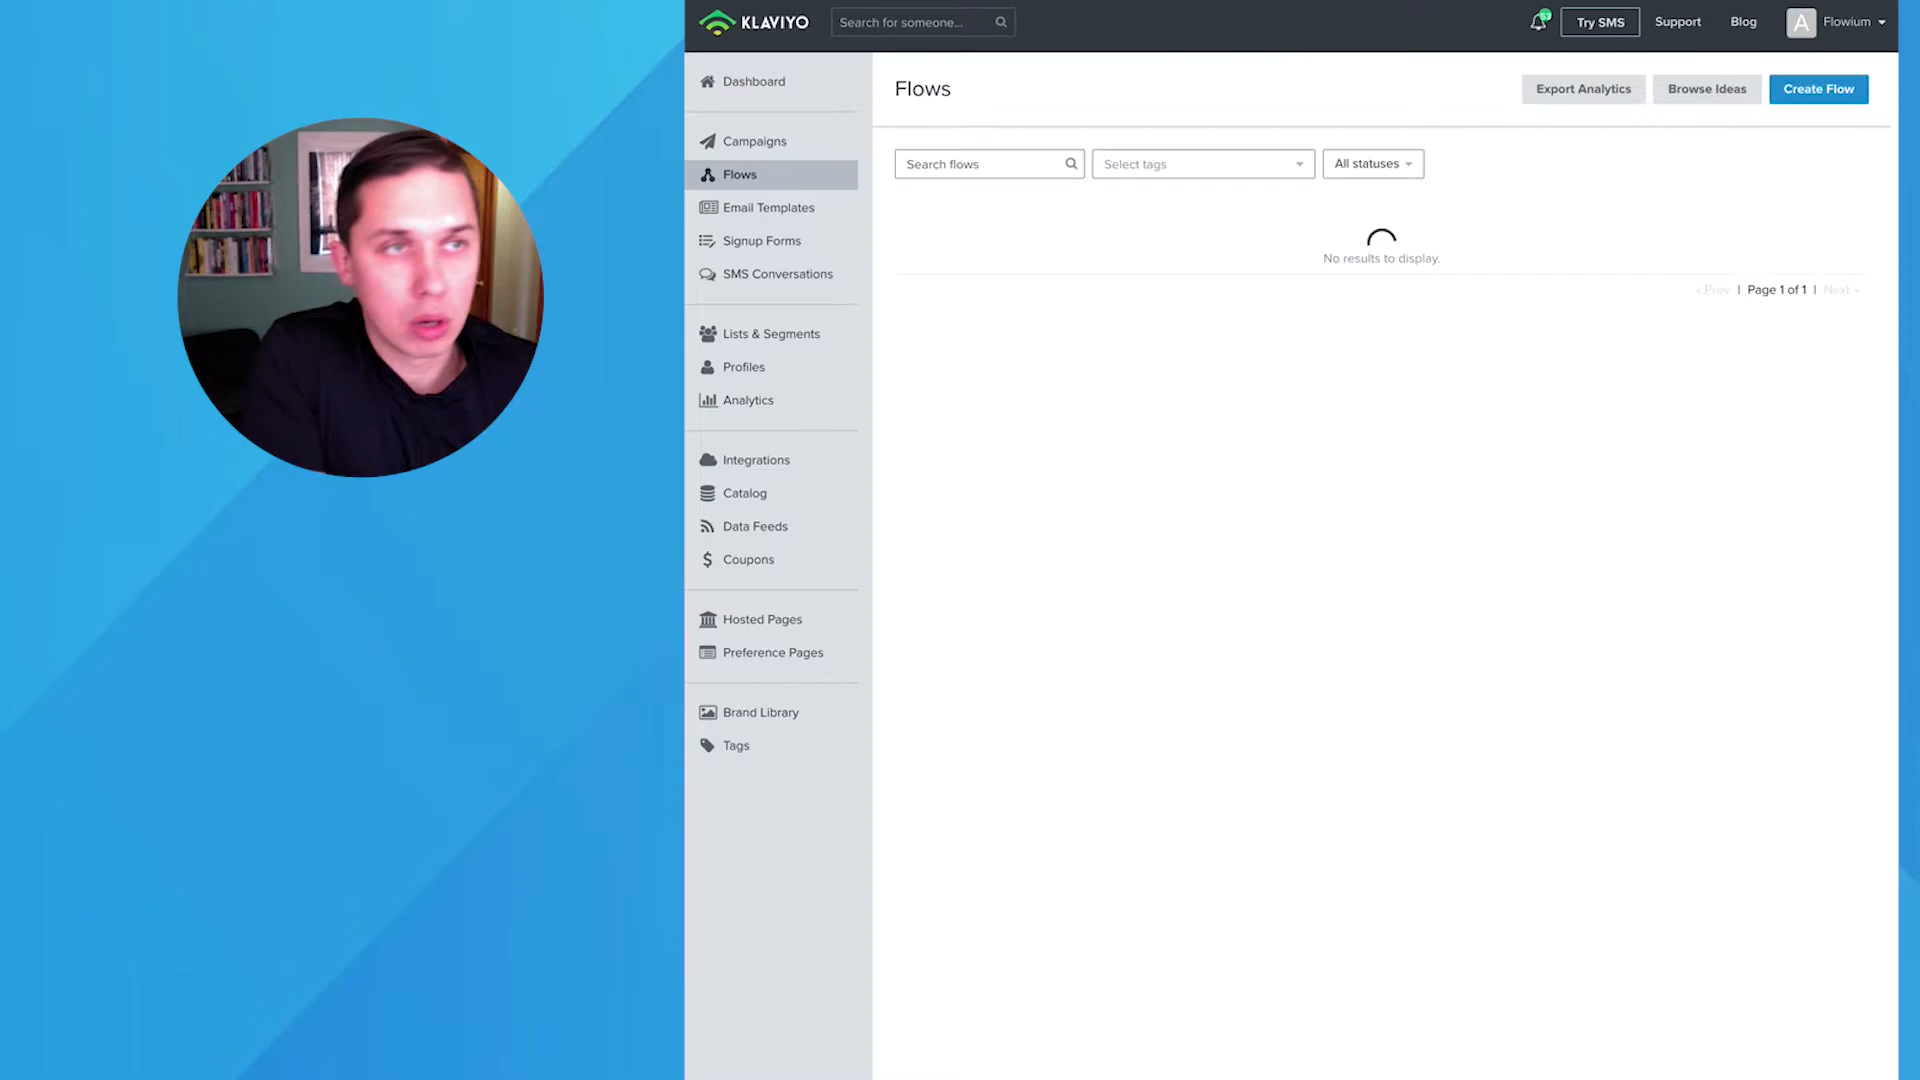 KLAVIYO
Search for someone...
Try SMS
Support
Blog
A
Flowium
Dashboard
Campaigns
Flows
Email Templates
Signup Forms
SMS Conversations
Lists & Segments
Profiles
Analytics
Integrations
Catalog
Data Feeds
Coupons
Hosted Pages
Preference Pages
Brand Library
Tags
Flows
Export Analytics
Browse Ideas
Create Flow
Search flows
Select tags
All statuses
No results to display.
« Prev | Page 1 of 1 | Next »